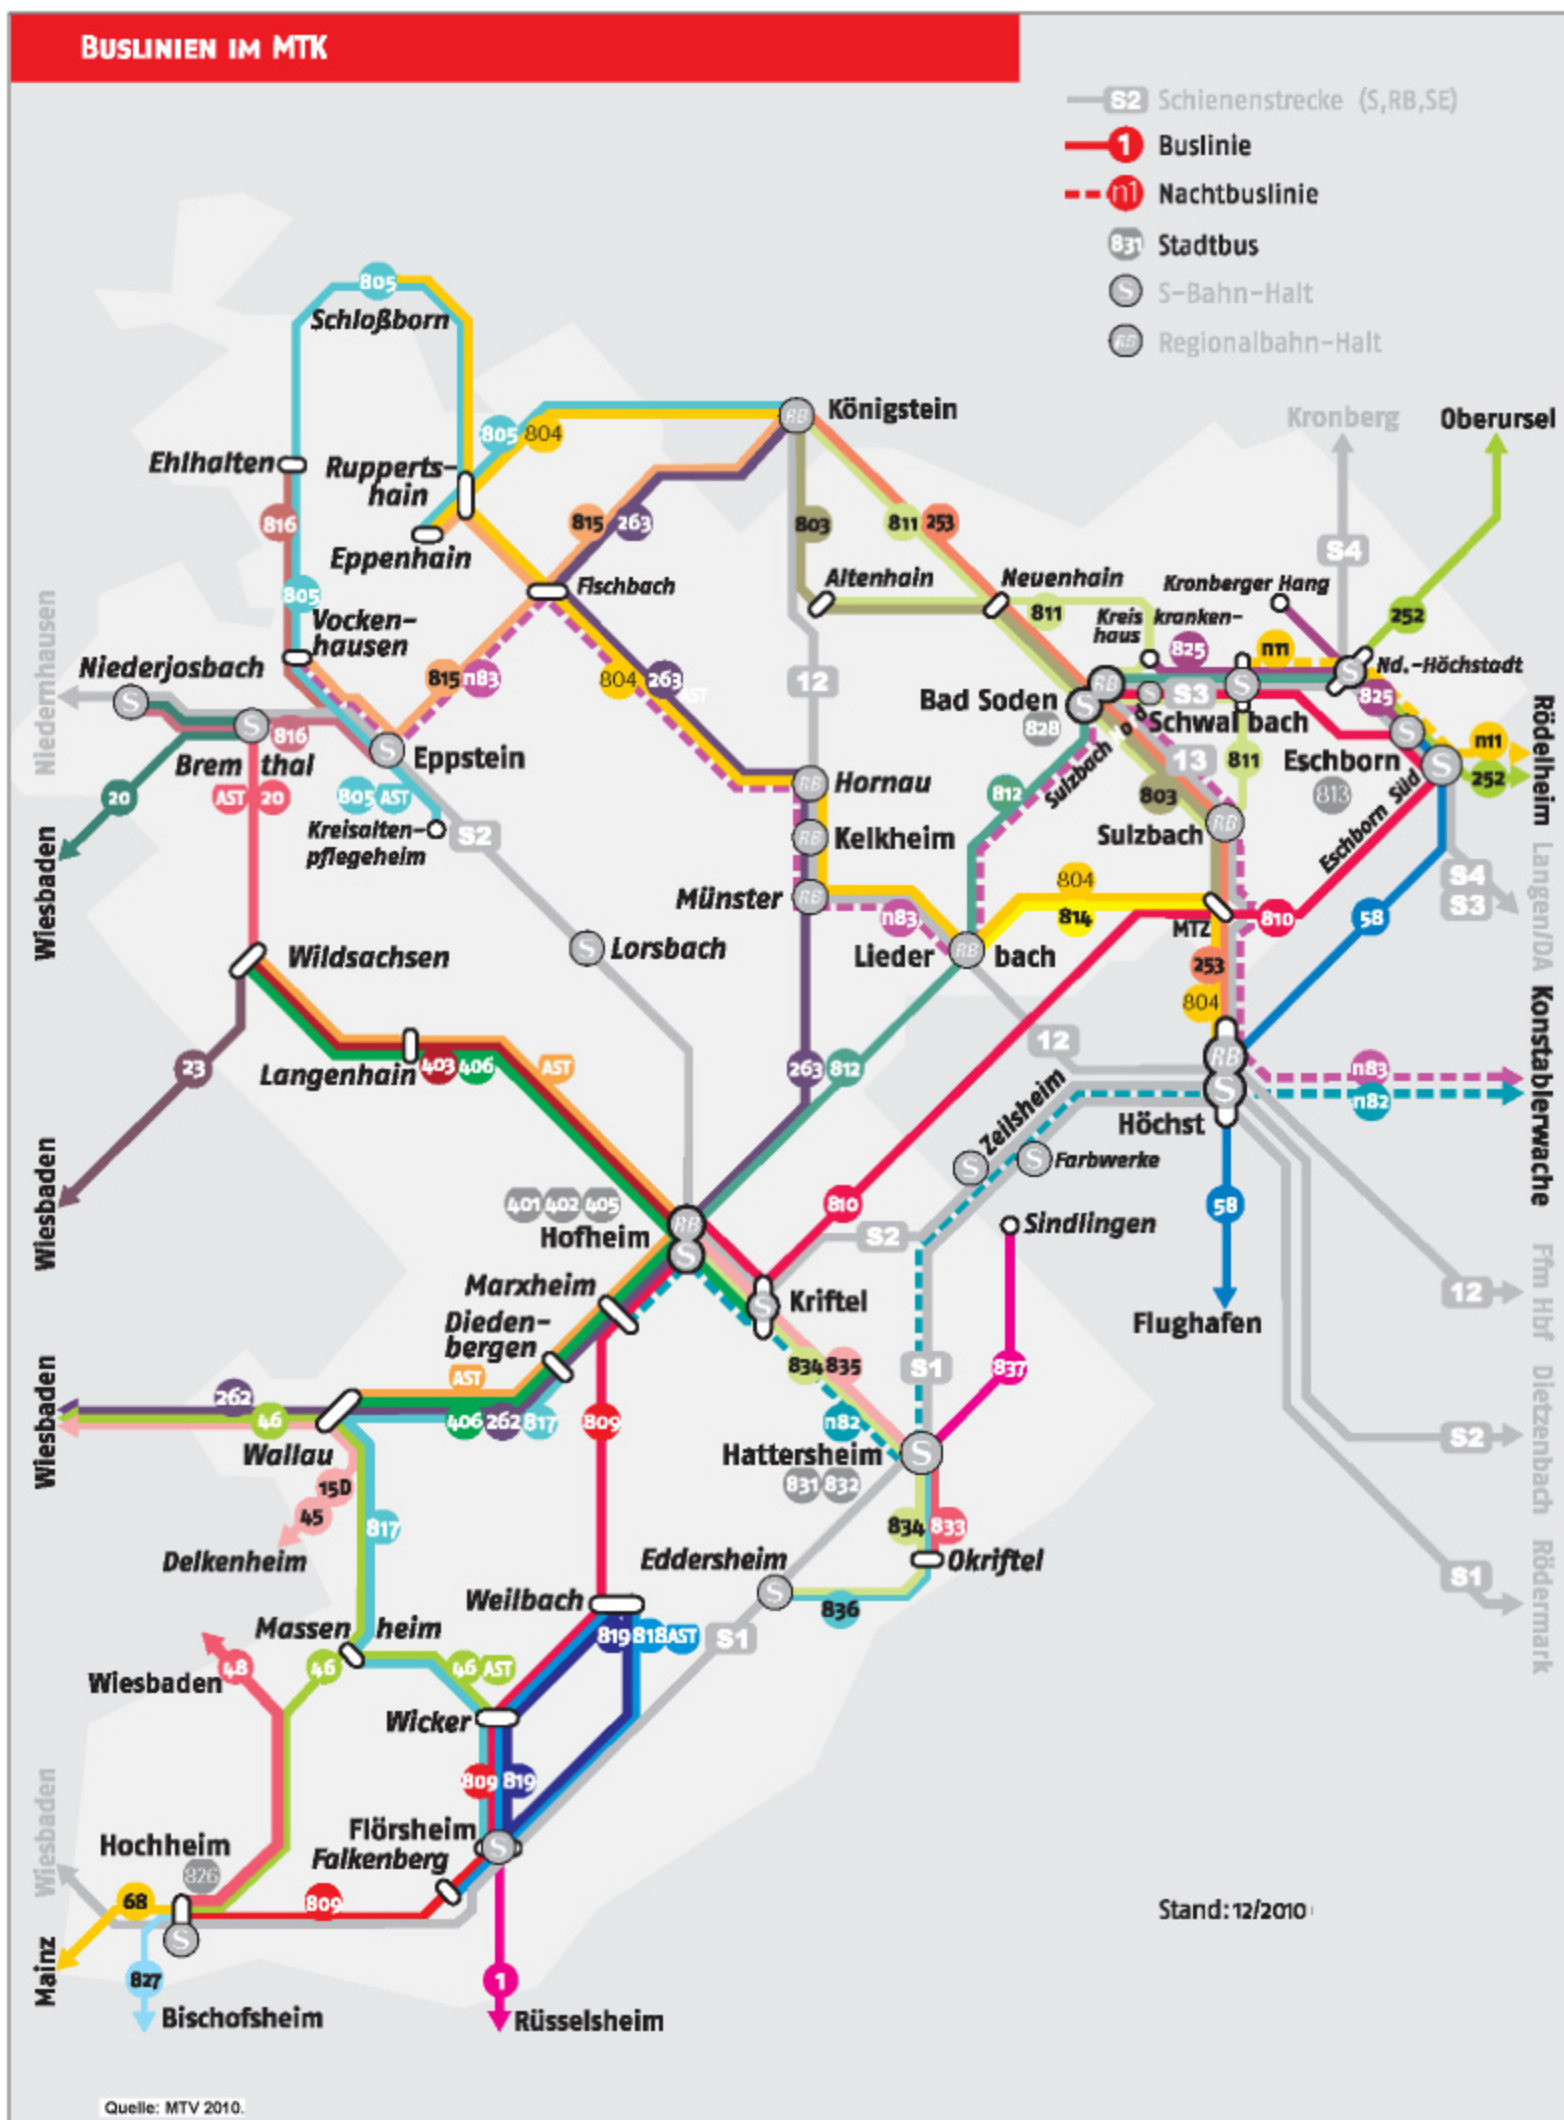 BUSLINIEN IM MTK
S2 Schienenstrecke (S,RB,SE)
1 Buslinie
n1 Nachtbuslinie
831 Stadtbus
S S-Bahn-Halt
RB Regionalbahn-Halt
805
Schloßborn
Königstein
RB
Kronberg
Oberursel
805 804
Ehlhalten
Rupperts-
hain
816
815 263
803
811 253
S4
Eppenhain
805
Fischbach
Altenhain
Neuenhain
Kronberger Hang
252
811
Kreis kranken-
haus
Vocken-
hausen
825
n11
Niedernhausen
Niederjosbach
815 n83
804
263
AST
12
Nd.-Höchstadt
825
S
RB
S3
Bad Soden
828
Schwal bach
Rödelheim
816
Eppstein
Brem thal
Sulzbach Nord
13
811
Eschborn
813
n11
252
20
AST 20
805 AST
Hornau
812
803
Eschborn Süd
Kreisalten-
pflegeheim
S2
Kelkheim
Sulzbach
Wiesbaden
804
S4
S3
Langen/DA
Münster
n83
814
810
58
MTZ
Lorsbach
Lieder bach
Wildsachsen
253
804
Konstablerwache
12
23
Langenhain
403 406
AST
263 812
RB
n83
n82
Zeilsheim
Höchst
Farbwerke
Wiesbaden
401 402 405
810
58
Hofheim
RB
S
S2
Sindlingen
Marxheim
Kriftel
12
Ffm Hbf
Flughafen
Dieden-
bergen
834 835
S1
837
Wiesbaden
262
AST
46
406 262 817
809
n82
S2
Dietzenbach
Wallau
Hattersheim
831 832
15D
45
817
834 833
Delkenheim
Eddersheim
Okriftel
S1
Rödermark
Weilbach
836
Massen heim
819 818 AST
S1
48
46
46 AST
Wiesbaden
Wicker
809 819
Wiesbaden
Flörsheim
Hochheim
Falkenberg
826
68
809
Stand: 12/2010
Mainz
827
1
Bischofsheim
Rüsselsheim
Quelle: MTV 2010.